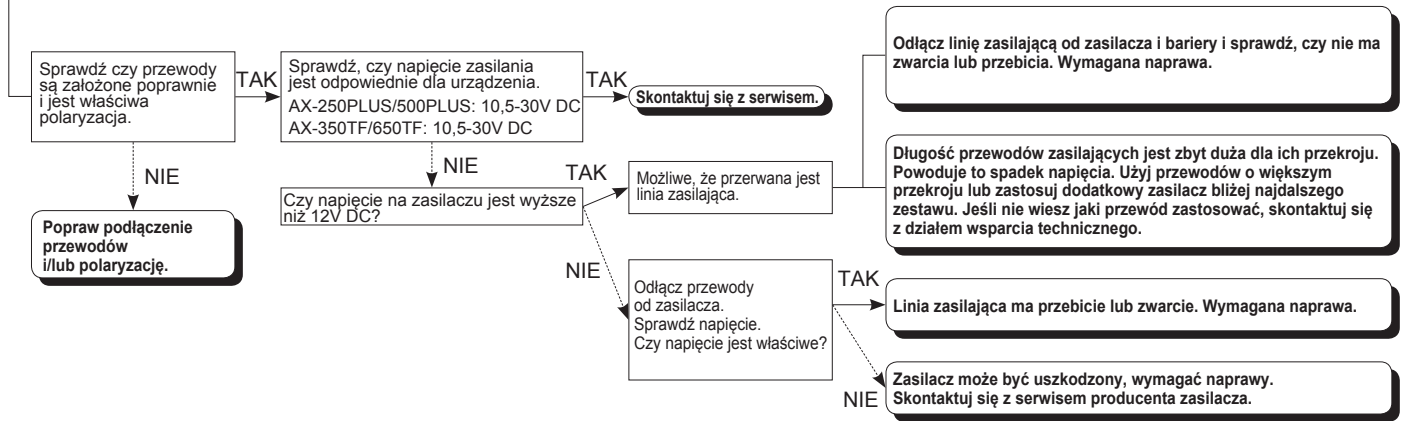 Sprawdź czy przewody
są założone poprawnie
i jest właściwa
polaryzacja.
TAK
Sprawdź, czy napięcie zasilania
jest odpowiednie dla urządzenia.
AX-250PLUS/500PLUS: 10,5-30V DC
AX-350TF/650TF: 10,5-30V DC
TAK
Skontaktuj się z serwisem.
NIE
Popraw podłączenie
przewodów
i/lub polaryzację.
NIE
Czy napięcie na zasilaczu jest wyższe
niż 12V DC?
TAK
Możliwe, że przerwana jest
linia zasilająca.
Odłącz linię zasilającą od zasilacza i bariery i sprawdź, czy nie ma
zwarcia lub przebicia. Wymagana naprawa.
Długość przewodów zasilających jest zbyt duża dla ich przekroju.
Powoduje to spadek napięcia. Użyj przewodów o większym
przekroju lub zastosuj dodatkowy zasilacz bliżej najdalszego
zestawu. Jeśli nie wiesz jaki przewód zastosować, skontaktuj się
z działem wsparcia technicznego.
NIE
Odłącz przewody
od zasilacza.
Sprawdź napięcie.
Czy napięcie jest właściwe?
TAK
Linia zasilająca ma przebicie lub zwarcie. Wymagana naprawa.
NIE
Zasilacz może być uszkodzony, wymagać naprawy.
Skontaktuj się z serwisem producenta zasilacza.